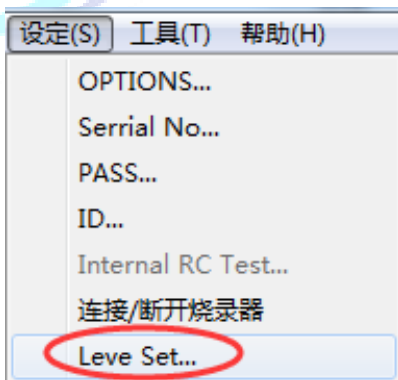 设定(S) 工具(T) 帮助(H)
OPTIONS...
Serrial No...
PASS...
ID...
Internal RC Test...
连接/断开烧录器
Leve Set...